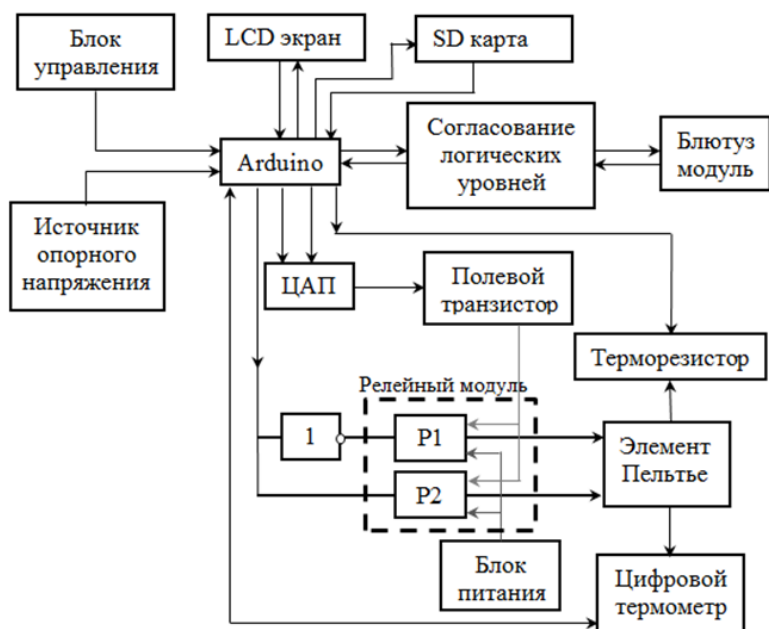 Блок
управления
LCD экран
SD карта
Arduino
Согласование
логических
уровней
Блютуз
модуль
Источник
опорного
напряжения
ЦАП
Полевой
транзистор
Терморезистор
Релейный модуль
1
P1
P2
Элемент
Пельтье
Блок
питания
Цифровой
термометр